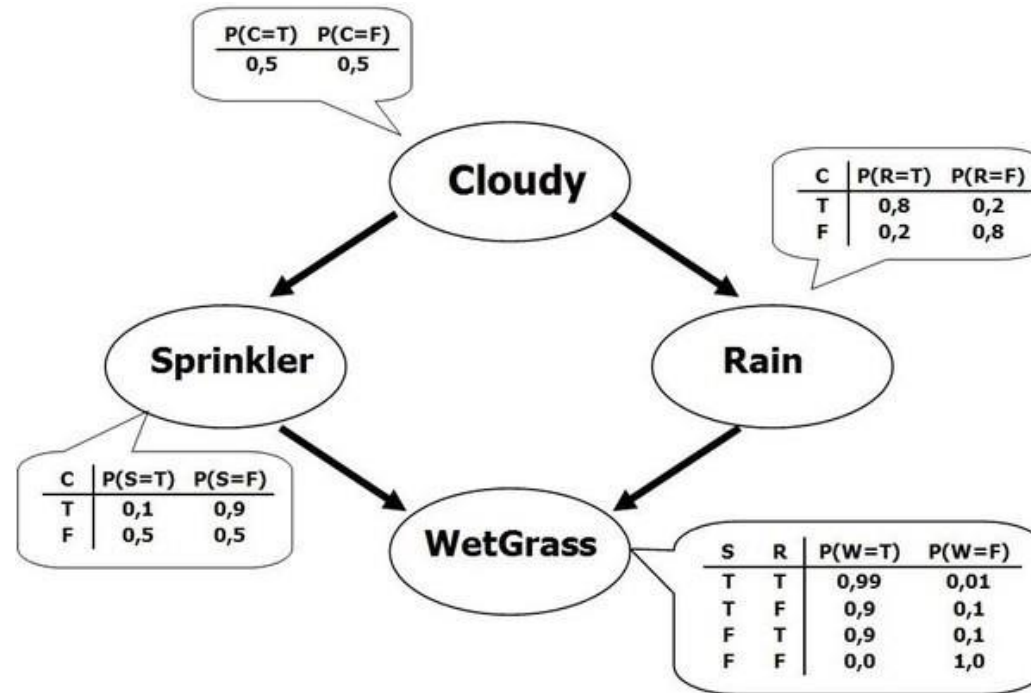 P(C=T) P(C=F)
0,5 0,5
Cloudy
C P(R=T) P(R=F)
T 0,8 0,2
F 0,2 0,8
Sprinkler
Rain
C P(S=T) P(S=F)
T 0,1 0,9
F 0,5 0,5
WetGrass
S R P(W=T) P(W=F)
T T 0,99 0,01
T F 0,9 0,1
F T 0,9 0,1
F F 0,0 1,0